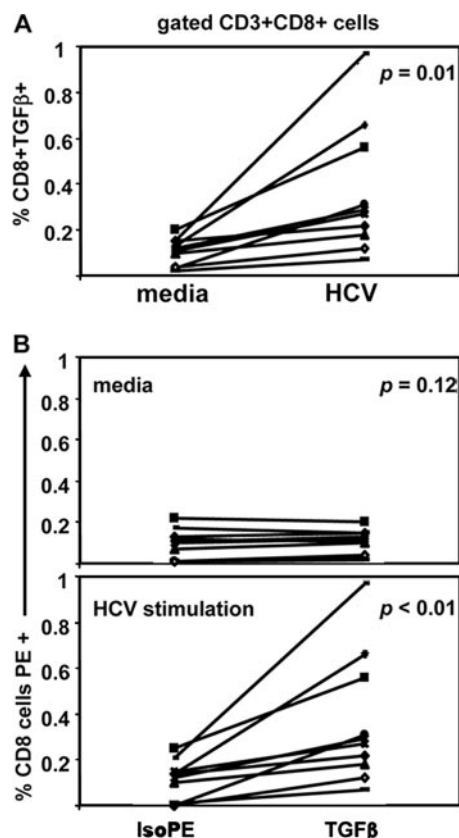 A
gated CD3+CD8+ cells
% CD8+TGFβ+
1
0.8
0.6
0.4
0.2
p = 0.01
media
HCV
B
% CD8 cells PE +
1
0.8
0.6
0.4
0.2
media
p = 0.12
1
0.8
0.6
0.4
0.2
0
HCV stimulation
p < 0.01
IsoPE
TGFβ